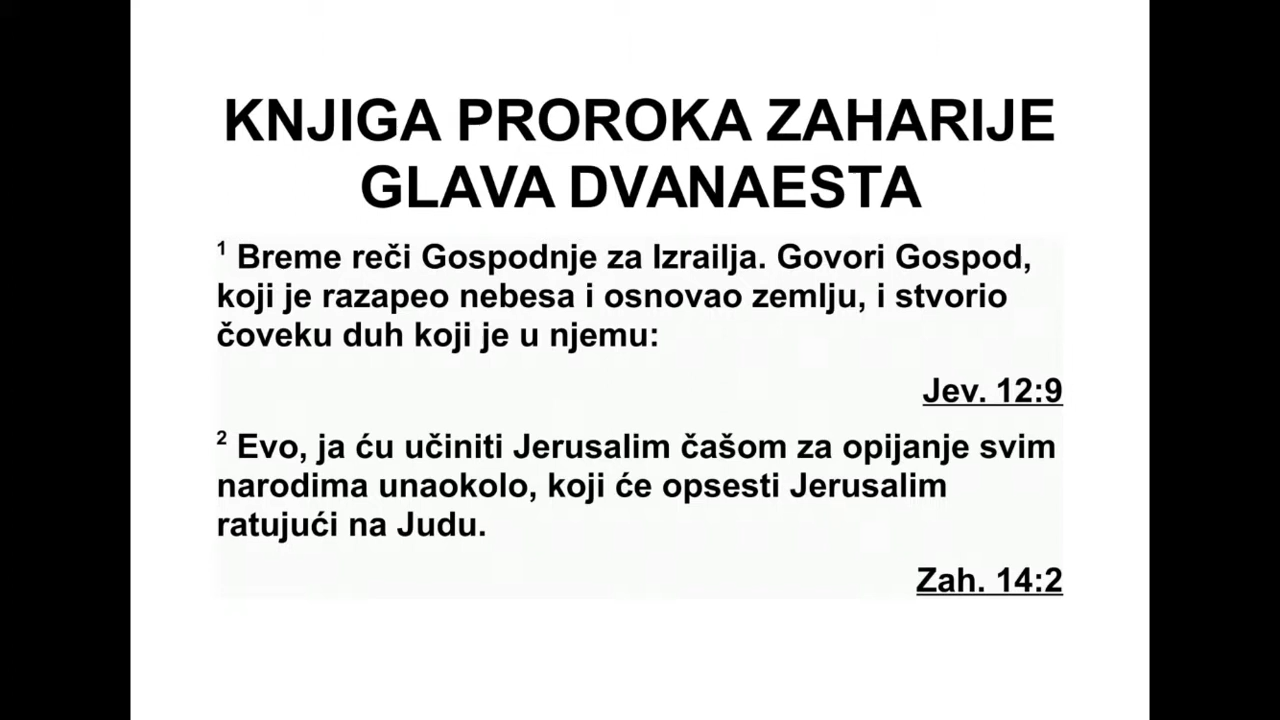 KNJIGA PROROKA ZAHARIJE
GLAVA DVANAESTA
1 Breme reči Gospodnje za Izrailja. Govori Gospod,
koji je razapeo nebesa i osnovao zemlju, i stvorio
čoveku duh koji je u njemu:
Jev. 12:9
2 Evo, ja ću učiniti Jerusalim čašom za opijanje svim
narodima unaokolo, koji će opsesti Jerusalim
ratujući na Judu.
Zah. 14:2